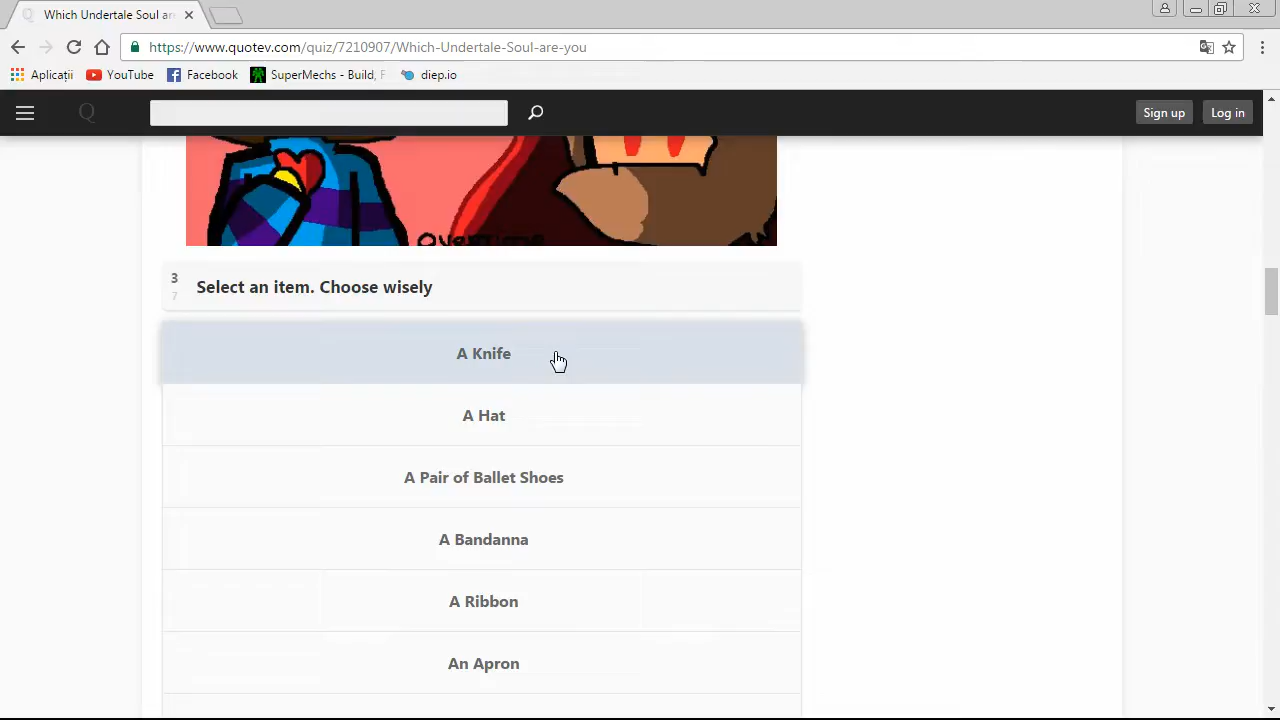 Which Undertale Soul ar
https://www.quotev.com/quiz/7210907/Which-Undertale-Soul-are-you
Aplicații YouTube Facebook SuperMechs - Build, F diep.io
Q Sign up Log in
3
7
Select an item. Choose wisely
A Knife
A Hat
A Pair of Ballet Shoes
A Bandanna
A Ribbon
An Apron